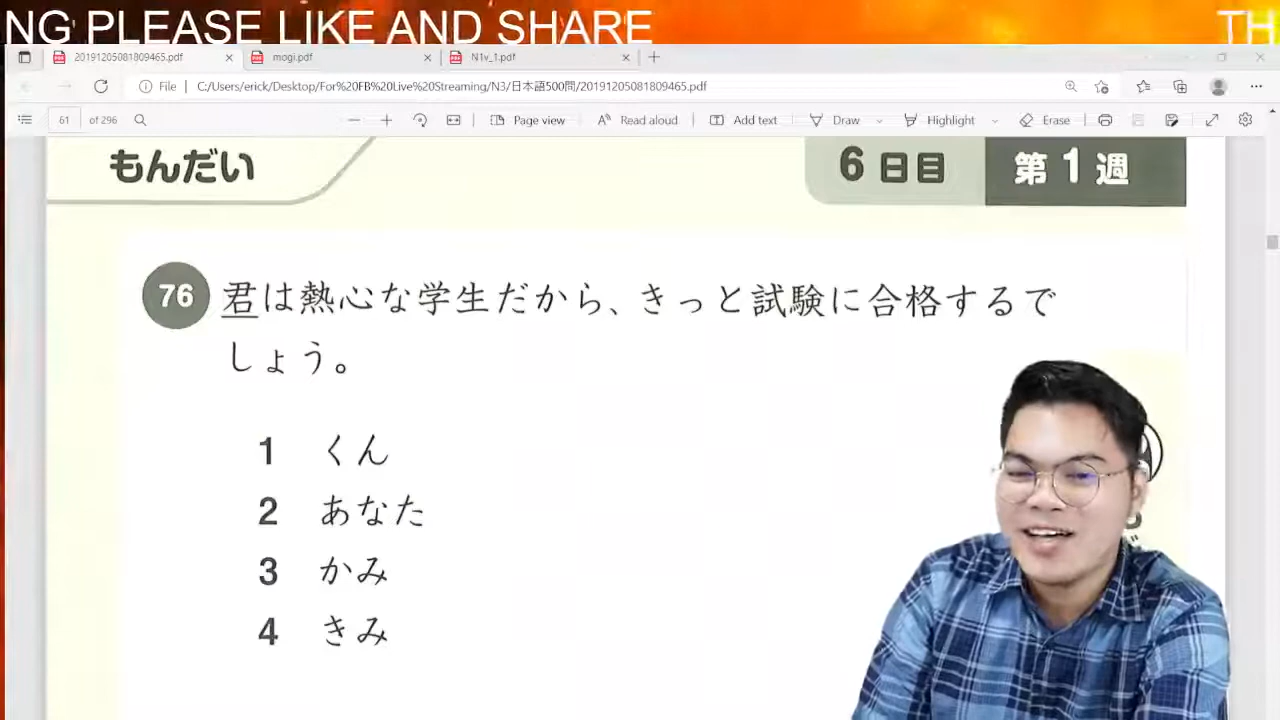 NG PLEASE LIKE AND SHARE
TH
20191205081809465.pdf
mogi.pdf
N1v_1.pdf
File
C:/Users/erick/Desktop/For%20FB%20Live%20Streaming/N3/日本語500問/20191205081809465.pdf
61 of 296
Page view
Read aloud
Add text
Draw
Highlight
Erase
もんだい
6日目
第1週
76 君は熱心な学生だから、きっと試験に合格するで
しょう。
1 くん
2 あなた
3 かみ
4 きみ